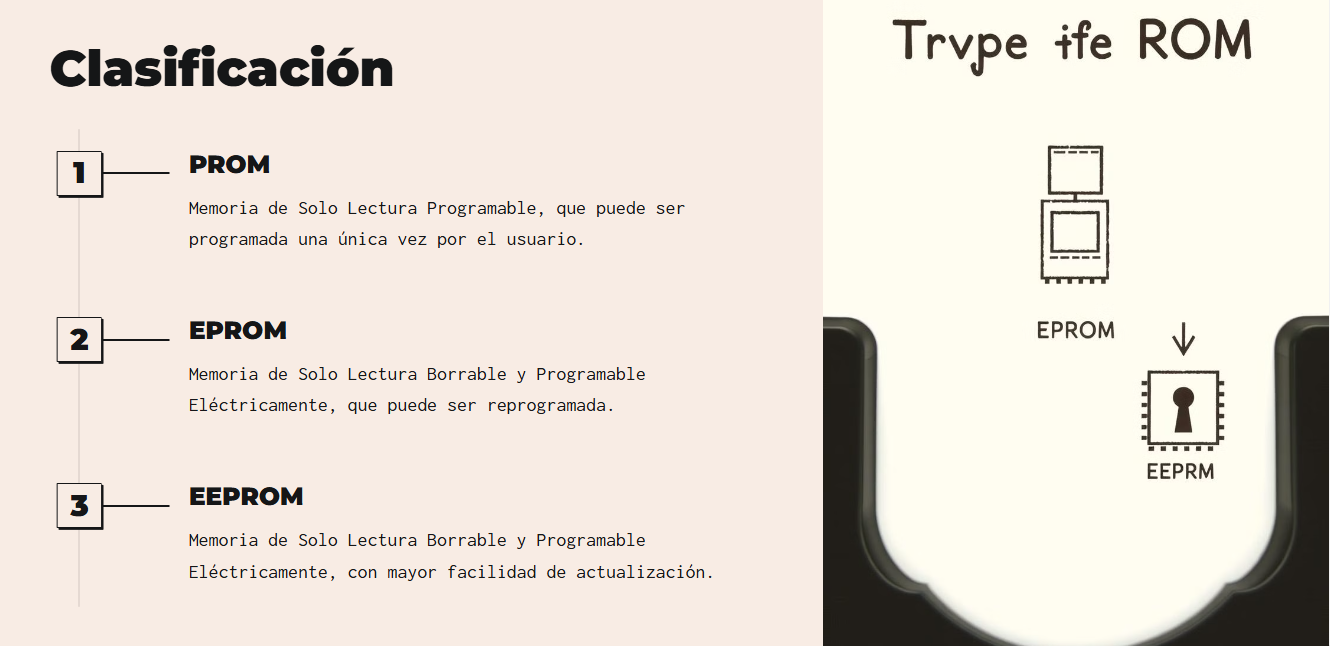 Clasificación
1
PROM
Memoria de Solo Lectura Programable, que puede ser
programada una única vez por el usuario.
2
EPROM
Memoria de Solo Lectura Borrable y Programable
Eléctricamente, que puede ser reprogramada.
3
EEPROM
Memoria de Solo Lectura Borrable y Programable
Eléctricamente, con mayor facilidad de actualización.
Trvpe ife ROM
EPROM
EEPRM